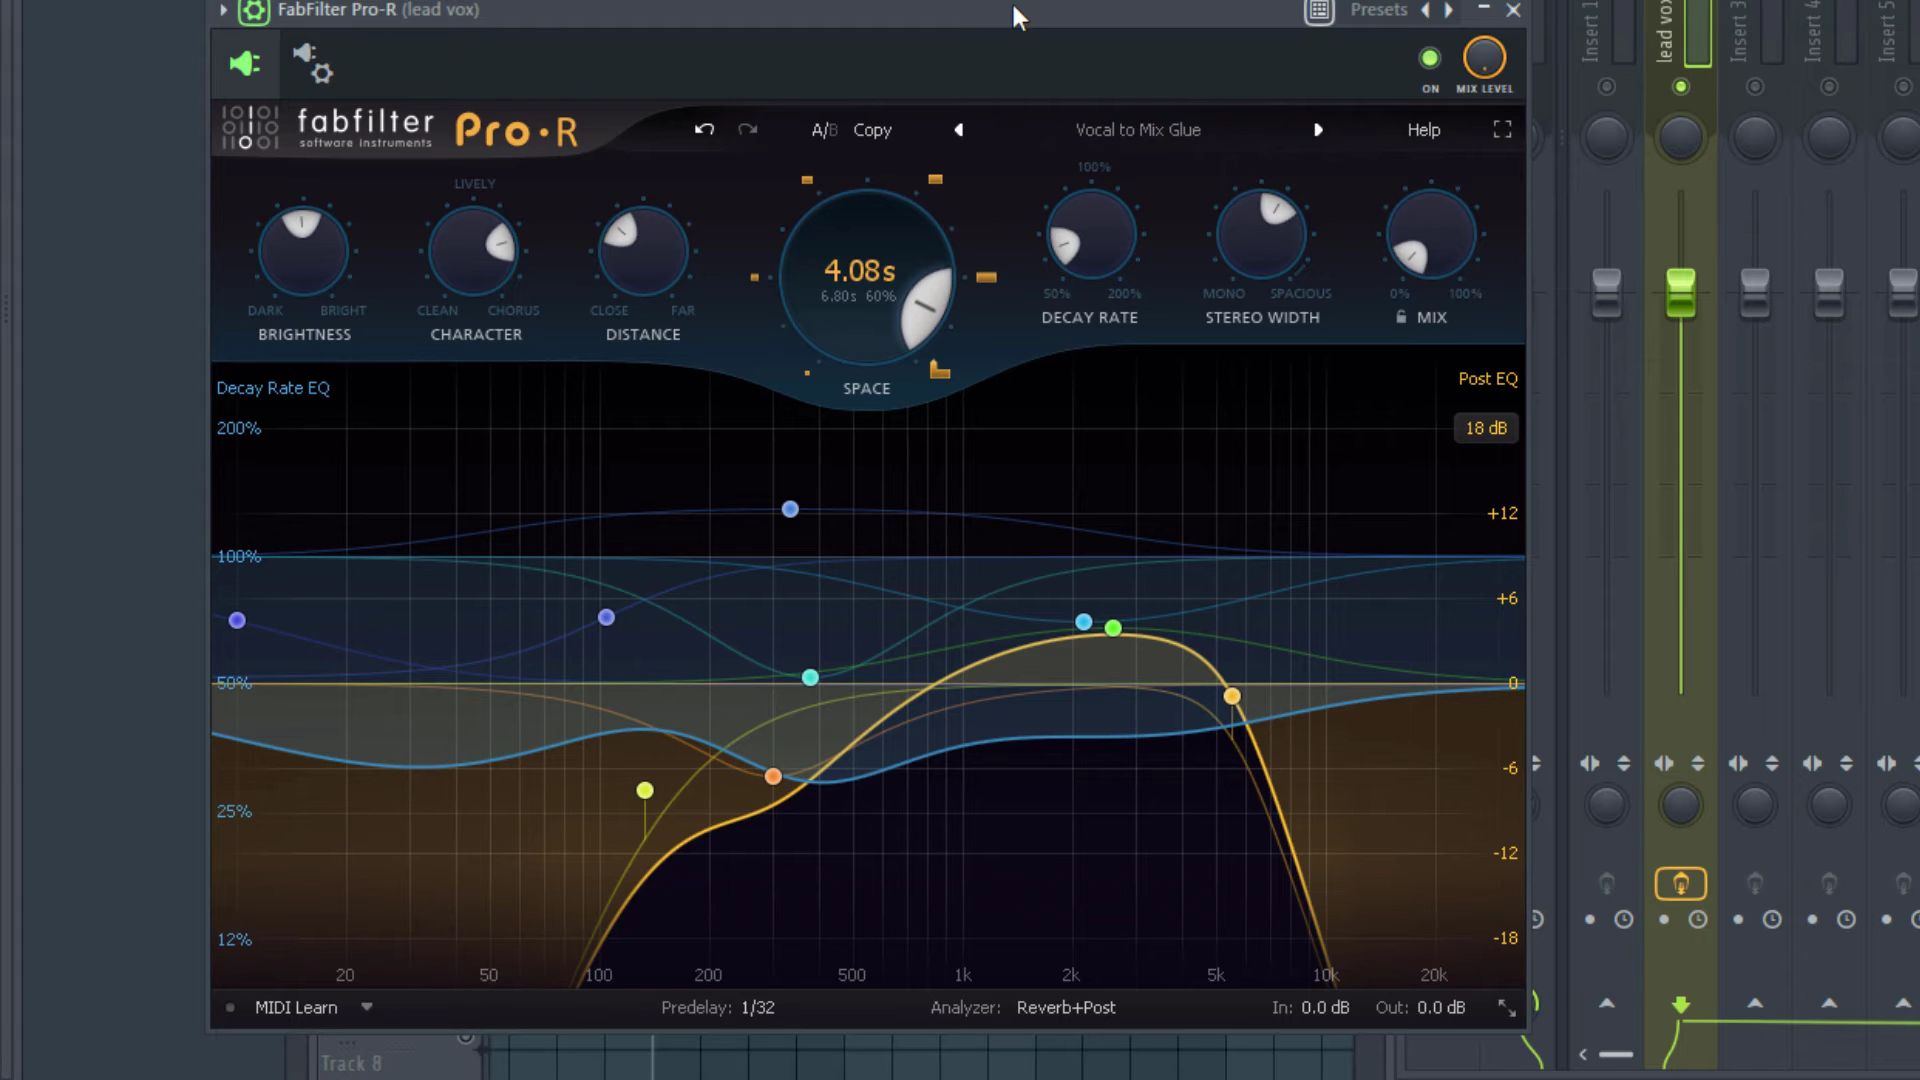 FabFilter Pro-R (lead vox)
Presets
ON
MIX LEVEL
fabfilter
software instruments
Pro·R
A/B Copy
Vocal to Mix Glue
Help
LIVELY
100%
4.08s
6.80s 60%
DARK BRIGHT
BRIGHTNESS
CLEAN CHORUS
CHARACTER
CLOSE FAR
DISTANCE
SPACE
50% 200%
DECAY RATE
MONO SPACIOUS
STEREO WIDTH
0% 100%
MIX
Decay Rate EQ
Post EQ
200%
18 dB
+12
100%
+6
50%
0
-6
25%
-12
12%
-18
20 50 100 200 500 1k 2k 5k 10k 20k
MIDI Learn
Predelay: 1/32
Analyzer: Reverb+Post
In: 0.0 dB
Out: 0.0 dB
Track 8
Insert 1
lead vox
Insert 3
Insert 4
Insert 5